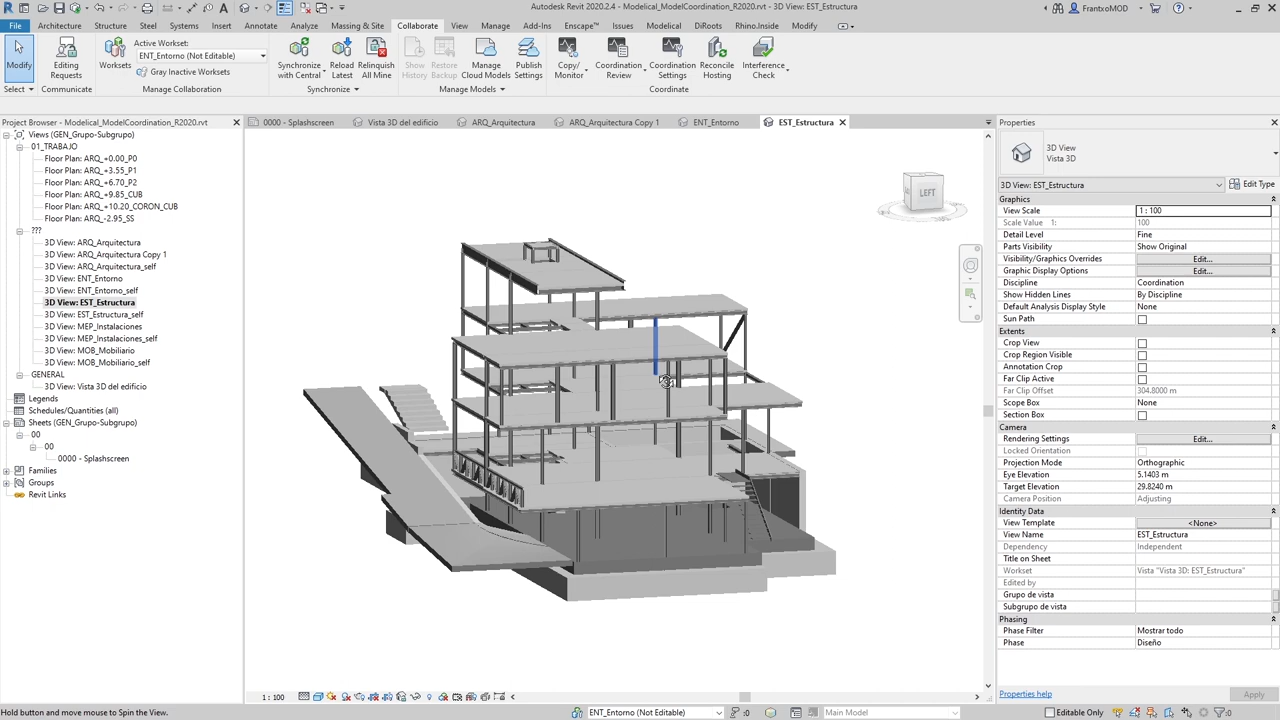 Autodesk Revit 2020.2.4 - Modelical_ModelCoordination_R2020.rvt - 3D View: EST_Estructura
FrantxoMOD
File Architecture Structure Steel Systems Insert Annotate Analyze Massing & Site Collaborate View Manage Add-Ins Enscape™ Issues Modelical DiRoots Rhino.Inside Modify
Modify
Select
Editing Requests
Communicate
Worksets
Active Workset:
ENT_Entorno (Not Editable)
Gray Inactive Worksets
Manage Collaboration
Synchronize with Central
Reload Latest
Relinquish All Mine
Synchronize
Show History
Restore Backup
Manage Cloud Models
Publish Settings
Manage Models
Copy/ Monitor
Coordination Review
Coordination Settings
Reconcile Hosting
Interference Check
Coordinate
Project Browser - Modelical_ModelCoordination_R2020.rvt
Views (GEN_Grupo-Subgrupo)
01_TRABAJO
Floor Plan: ARQ_+0.00_P0
Floor Plan: ARQ_+3.55_P1
Floor Plan: ARQ_+6.70_P2
Floor Plan: ARQ_+9.85_CUB
Floor Plan: ARQ_+10.20_CORON_CUB
Floor Plan: ARQ_-2.95_SS
???
3D View: ARQ_Arquitectura
3D View: ARQ_Arquitectura Copy 1
3D View: ARQ_Arquitectura_self
3D View: ENT_Entorno
3D View: ENT_Entorno_self
3D View: EST_Estructura
3D View: EST_Estructura_self
3D View: MEP_Instalaciones
3D View: MEP_Instalaciones_self
3D View: MOB_Mobiliario
3D View: MOB_Mobiliario_self
GENERAL
3D View: Vista 3D del edificio
Legends
Schedules/Quantities (all)
Sheets (GEN_Grupo-Subgrupo)
00
00
0000 - Splashscreen
Families
Groups
Revit Links
0000 - Splashscreen
Vista 3D del edificio
ARQ_Arquitectura
ARQ_Arquitectura Copy 1
ENT_Entorno
EST_Estructura
LEFT
Properties
3D View
Vista 3D
3D View: EST_Estructura
Edit Type
Graphics
View Scale 1 : 100
Scale Value 1: 100
Detail Level Fine
Parts Visibility Show Original
Visibility/Graphics Overrides Edit...
Graphic Display Options Edit...
Discipline Coordination
Show Hidden Lines By Discipline
Default Analysis Display Style None
Sun Path
Extents
Crop View
Crop Region Visible
Annotation Crop
Far Clip Active
Far Clip Offset 304.8000 m
Scope Box None
Section Box
Camera
Rendering Settings Edit...
Locked Orientation
Projection Mode Orthographic
Eye Elevation 5.1403 m
Target Elevation 29.8240 m
Camera Position Adjusting
Identity Data
View Template <None>
View Name EST_Estructura
Dependency Independent
Title on Sheet
Workset Vista "Vista 3D: EST_Estructura"
Edited by
Grupo de vista
Subgrupo de vista
Phasing
Phase Filter Mostrar todo
Phase Diseño
Properties help
Apply
1 : 100
Hold button and move mouse to Spin the View.
ENT_Entorno (Not Editable)
:0
Main Model
Editable Only
:0